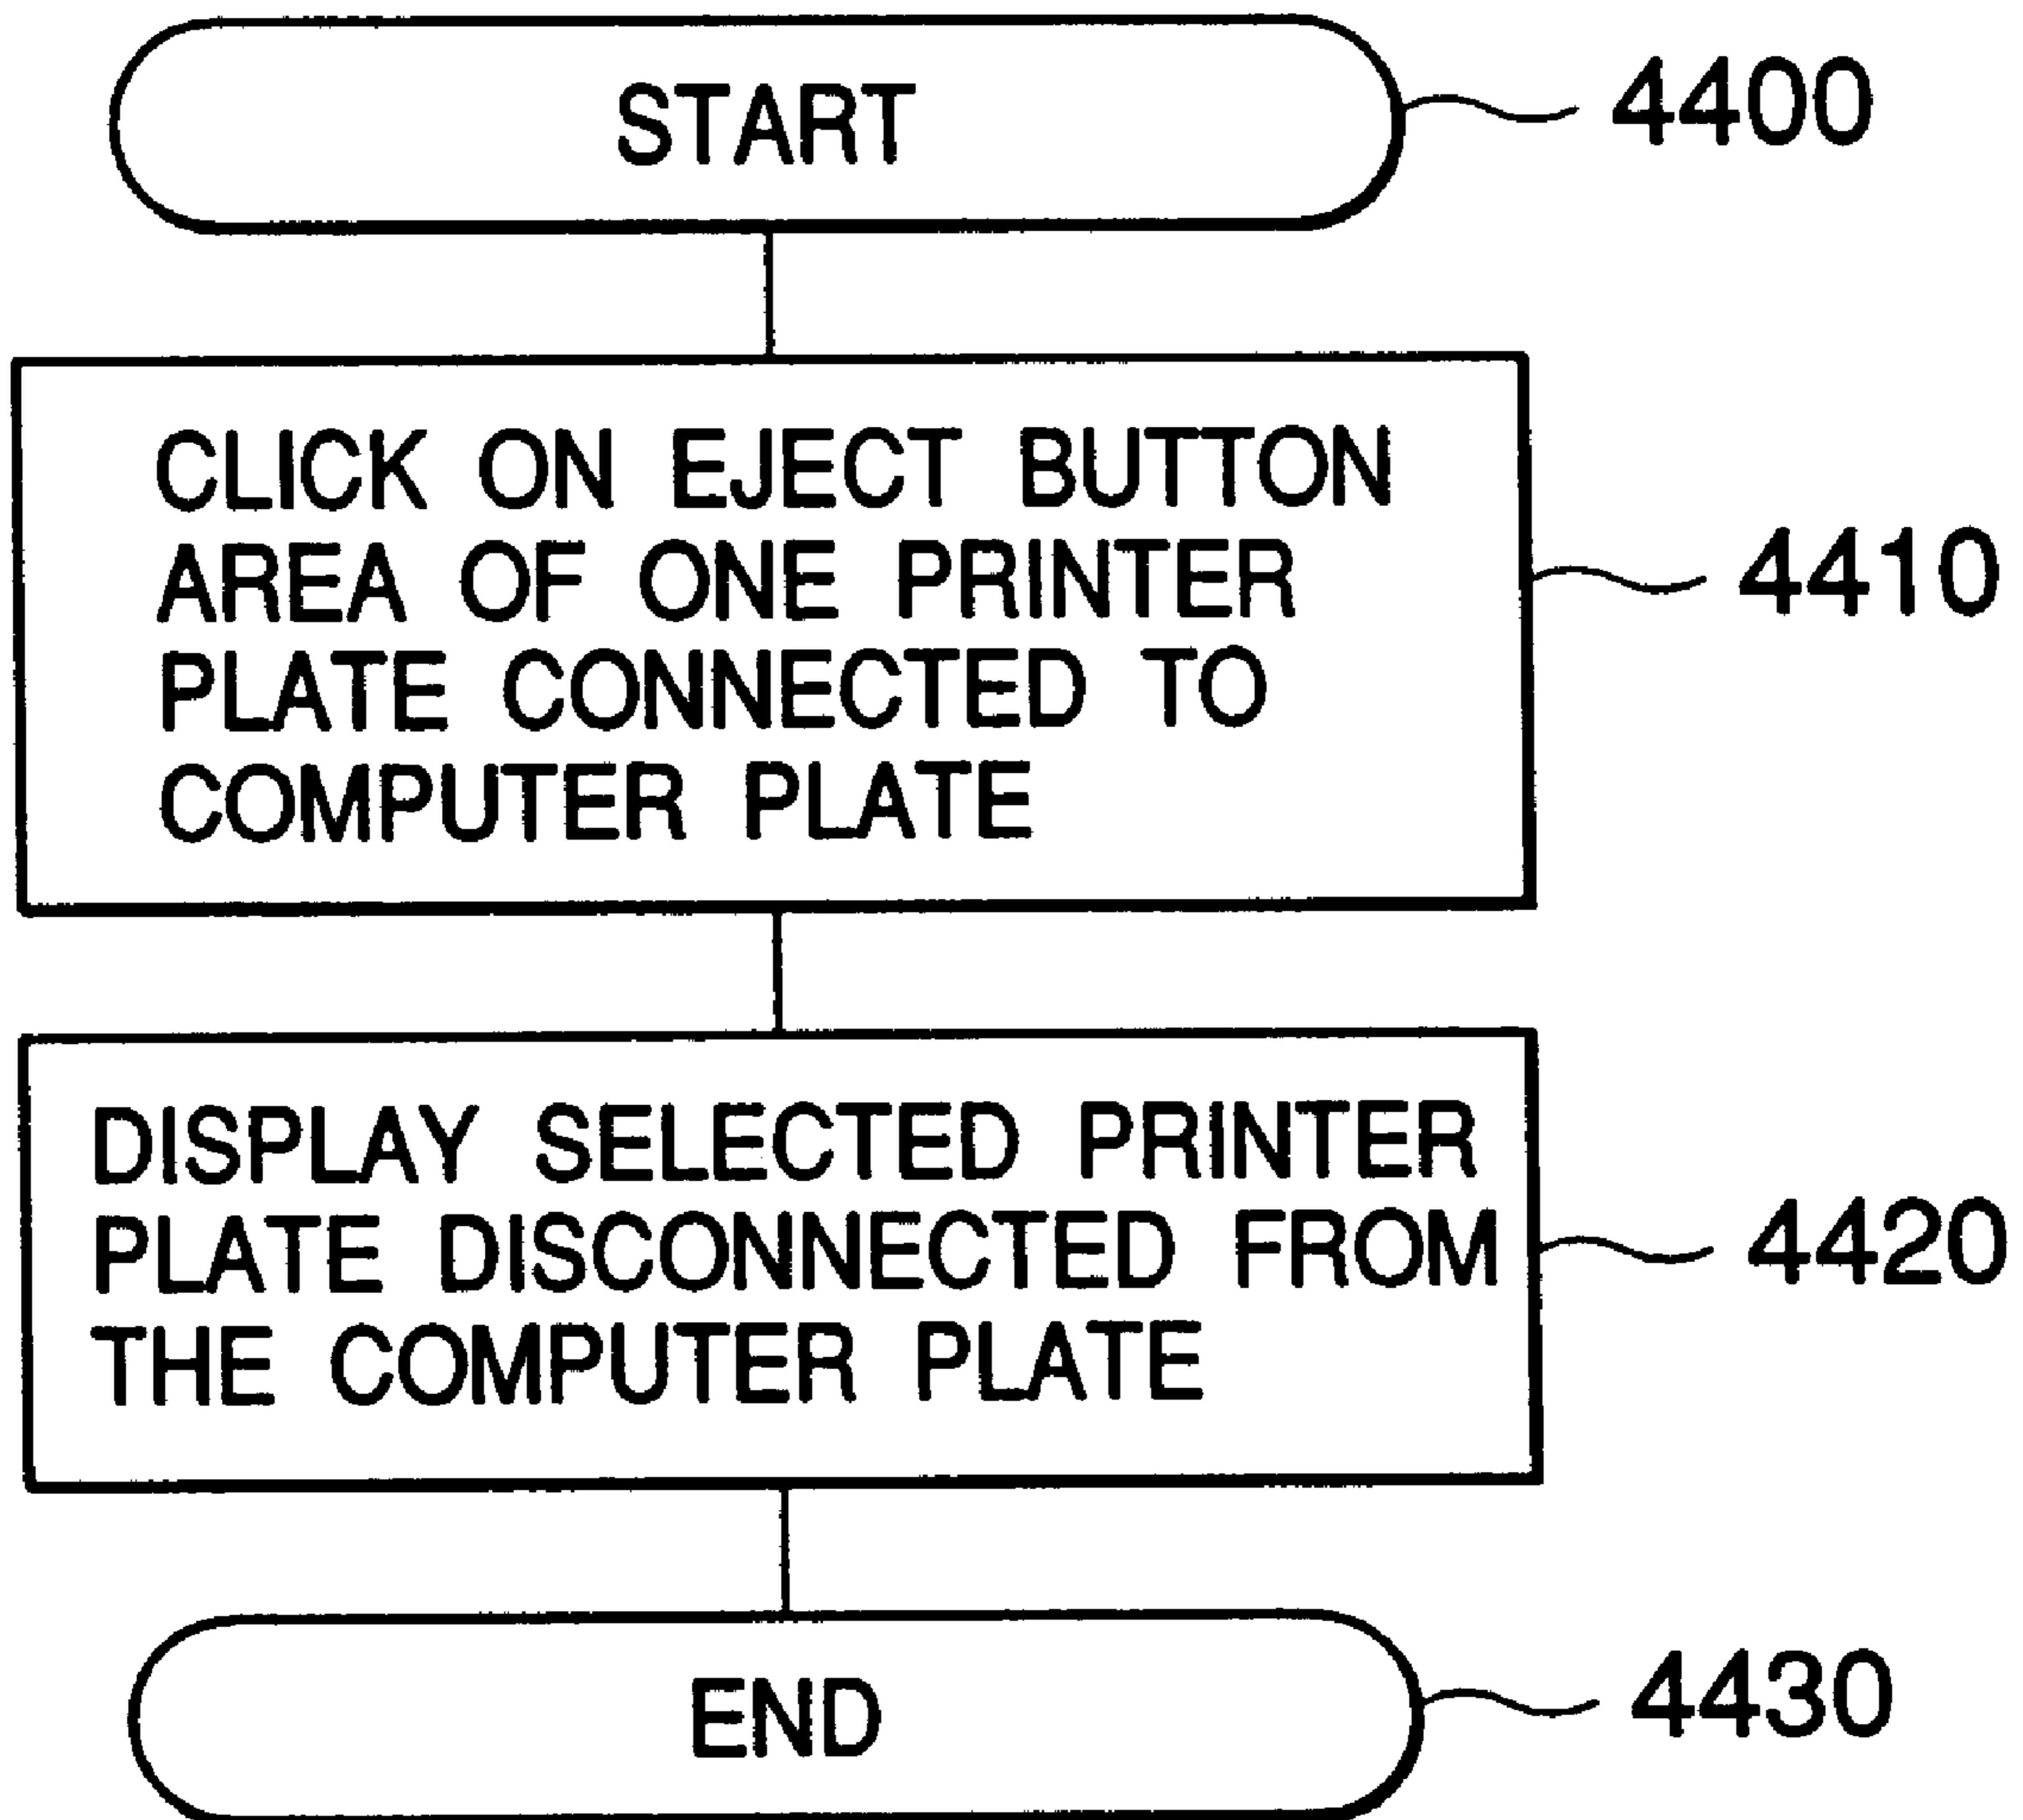 START
4400
CLICK ON EJECT BUTTON
AREA OF ONE PRINTER
PLATE CONNECTED TO
COMPUTER PLATE
4410
DISPLAY SELECTED PRINTER
PLATE DISCONNECTED FROM
THE COMPUTER PLATE
4420
END
4430